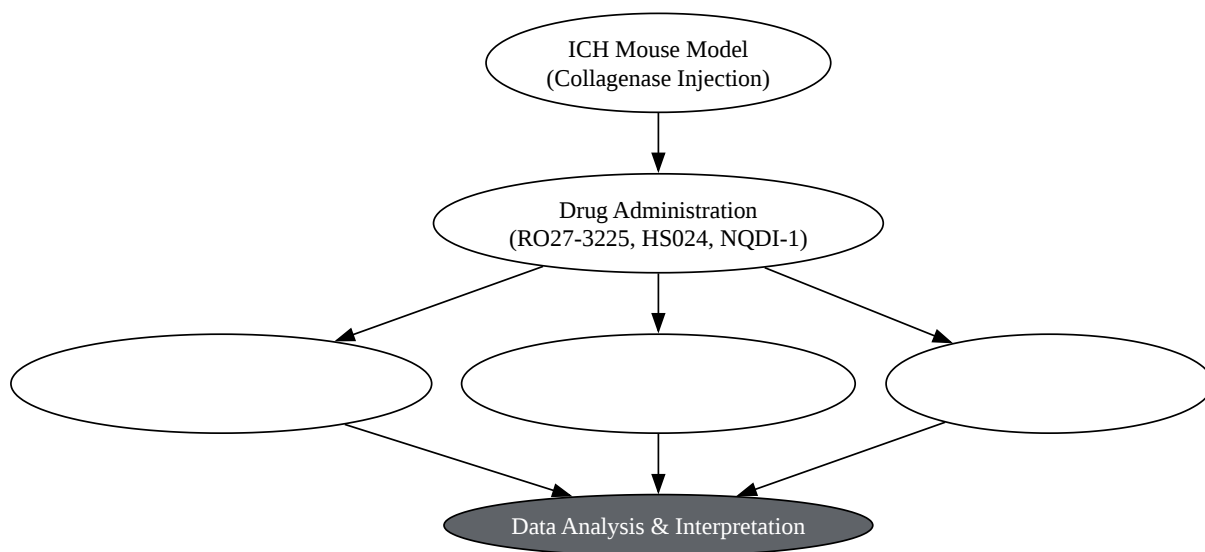 ICH Mouse Model
(Collagenase Injection)
Drug Administration
(RO27-3225, HS024, NQDI-1)
Data Analysis & Interpretation